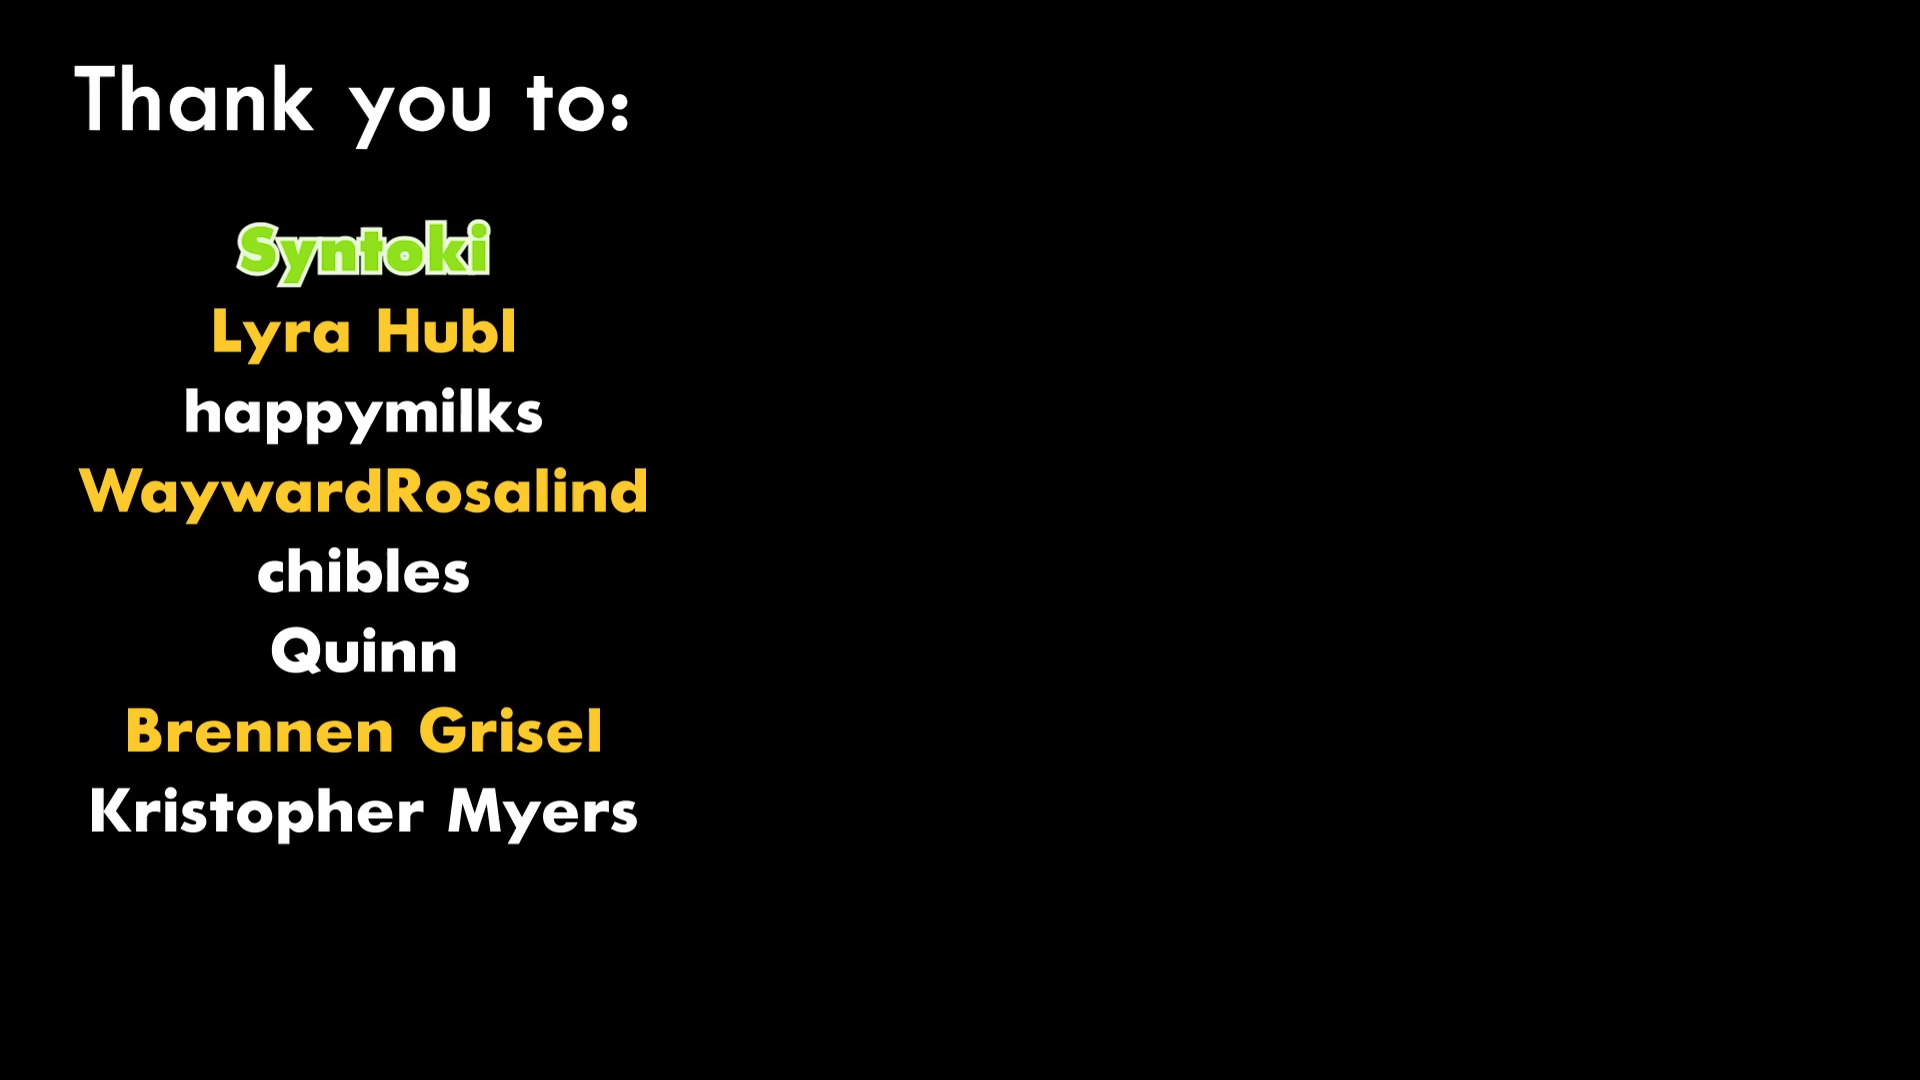 Thank you to:
Syntoki
Lyra Hubl
happymilks
WaywardRosalind
chibles
Quinn
Brennen Grisel
Kristopher Myers